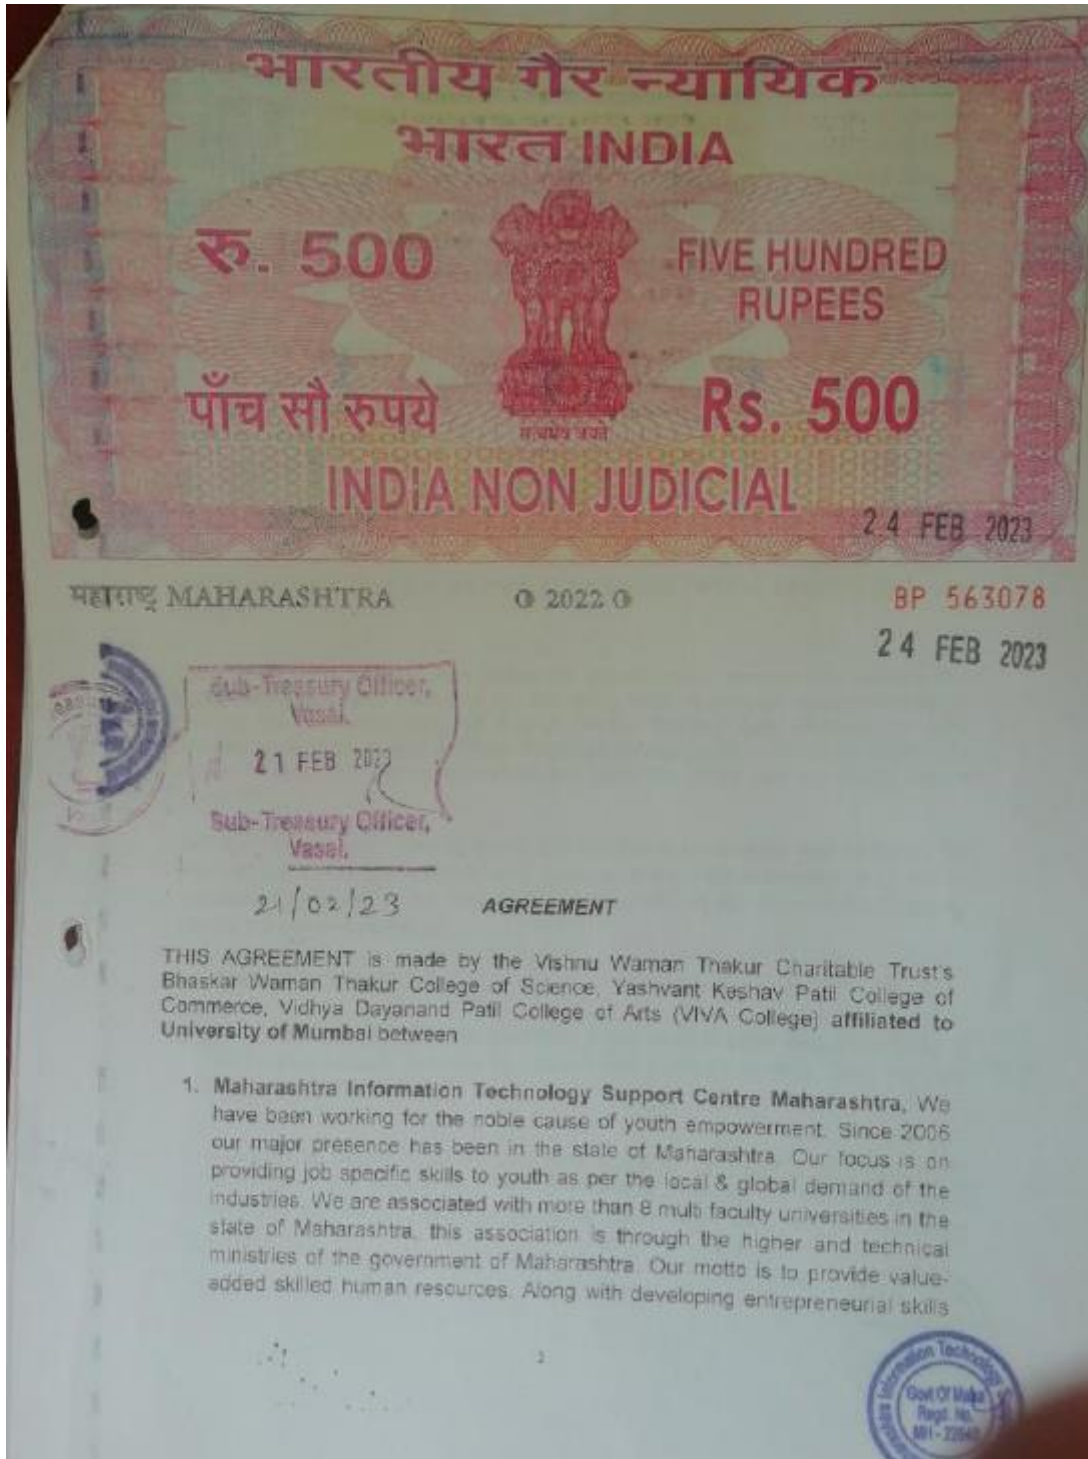 भारतीय गैर न्यायिक
भारत INDIA
रु. 500
FIVE HUNDRED
RUPEES
पाँच सौ रुपये
Rs. 500
सत्यमेव जयते
INDIA NON JUDICIAL
24 FEB 2023
महाराष्ट्र MAHARASHTRA
2022
BP 563078
24 FEB 2023
Sub-Treasury Officer,
Vasai.
21 FEB 2023
Sub-Treasury Officer,
Vasai.
21/02/23
AGREEMENT
THIS AGREEMENT is made by the Vishnu Waman Thakur Charitable Trust's
Bhaskar Waman Thakur College of Science, Yashvant Keshav Patil College of
Commerce, Vidhya Dayanand Patil College of Arts (VIVA College) affiliated to
University of Mumbai between
1. Maharashtra Information Technology Support Centre Maharashtra, We
have been working for the noble cause of youth empowerment. Since 2006
our major presence has been in the state of Maharashtra. Our focus is on
providing job specific skills to youth as per the local & global demand of the
industries. We are associated with more than 8 multi faculty universities in the
state of Maharashtra, this association is through the higher and technical
ministries of the government of Maharashtra. Our motto is to provide value-
added skilled human resources. Along with developing entrepreneurial skills
2
Information Technology
Govt Of Maha
Regd. No.